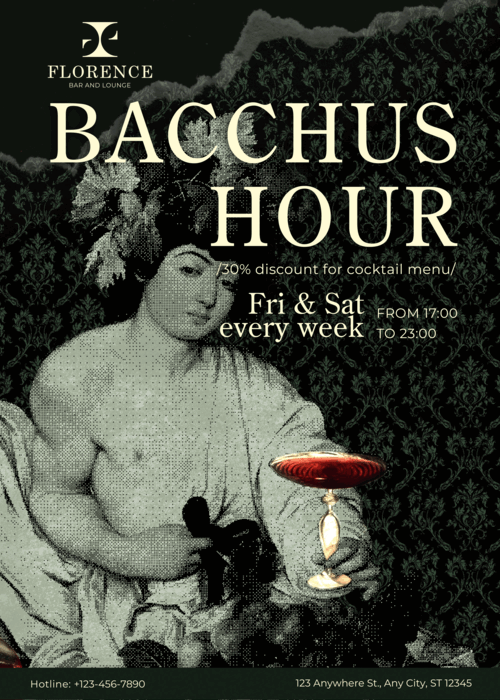 FLORENCE
BAR AND LOUNGE
BACCHUS
HOUR
/30% discount for cocktail menu/
Fri & Sat
every week
FROM 17:00
TO 23:00
Hotline: +123-456-7890
123 Anywhere St., Any City, ST 12345